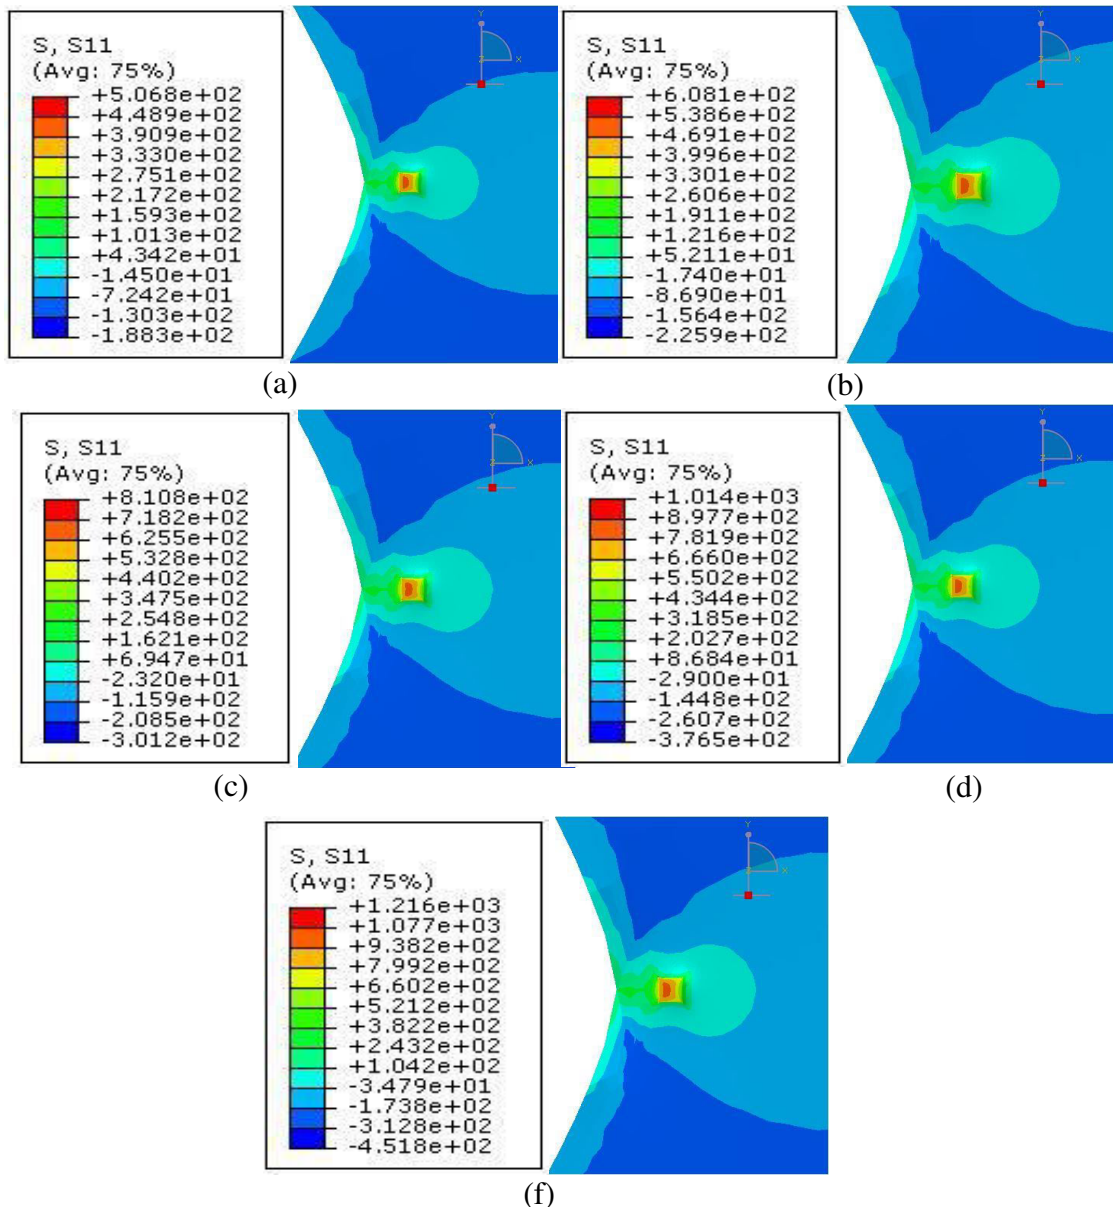 S, S11
(Avg: 75%)
+5.068e+02
+4.489e+02
+3.909e+02
+3.330e+02
+2.751e+02
+2.172e+02
+1.593e+02
+1.013e+02
+4.342e+01
-1.450e+01
-7.242e+01
-1.303e+02
-1.883e+02
Y
Z
X
(a)
S, S11
(Avg: 75%)
+6.081e+02
+5.386e+02
+4.691e+02
+3.996e+02
+3.301e+02
+2.606e+02
+1.911e+02
+1.216e+02
+5.211e+01
-1.740e+01
-8.690e+01
-1.564e+02
-2.259e+02
Y
Z
X
(b)
S, S11
(Avg: 75%)
+8.108e+02
+7.182e+02
+6.255e+02
+5.328e+02
+4.402e+02
+3.475e+02
+2.548e+02
+1.621e+02
+6.947e+01
-2.320e+01
-1.159e+02
-2.085e+02
-3.012e+02
Y
Z
X
(c)
S, S11
(Avg: 75%)
+1.014e+03
+8.977e+02
+7.819e+02
+6.660e+02
+5.502e+02
+4.344e+02
+3.185e+02
+2.027e+02
+8.684e+01
-2.900e+01
-1.448e+02
-2.607e+02
-3.765e+02
Y
Z
X
(d)
S, S11
(Avg: 75%)
+1.216e+03
+1.077e+03
+9.382e+02
+7.992e+02
+6.602e+02
+5.212e+02
+3.822e+02
+2.432e+02
+1.042e+02
-3.479e+01
-1.738e+02
-3.128e+02
-4.518e+02
Y
Z
X
(f)